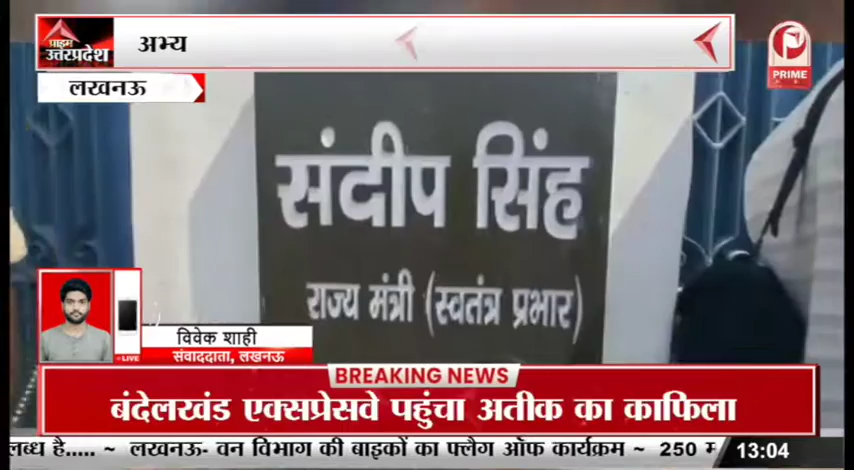 प्राइम
उत्तरप्रदेश
अभ्य
PRIME
लखनऊ
संदीप सिंह
राज्य मंत्री (स्वतंत्र प्रभार)
LIVE
विवेक शाही
संवाददाता, लखनऊ
BREAKING NEWS
बंदेलखंड एक्सप्रेसवे पहुंचा अतीक का काफिला
लब्ध है..... ~ लखनऊ- वन विभाग की बाइकों का फ्लैग ऑफ कार्यक्रम ~ 250
13:04